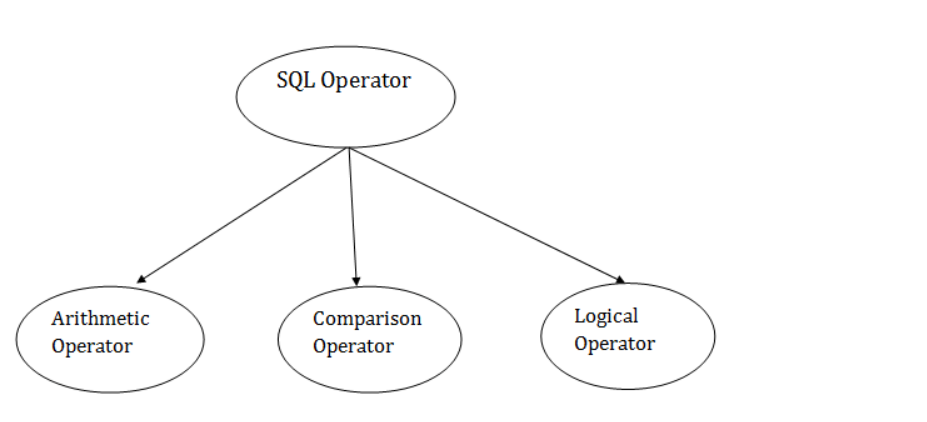 SQL Operator
Arithmetic
Operator
Comparison
Operator
Logical
Operator